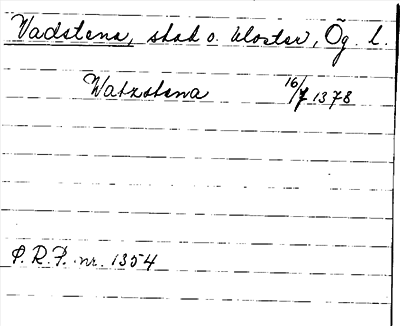 Vadstena, stad o. kloster, Ög. l.
Watzstena 16/7 1378
P.R.P. nr. 1354